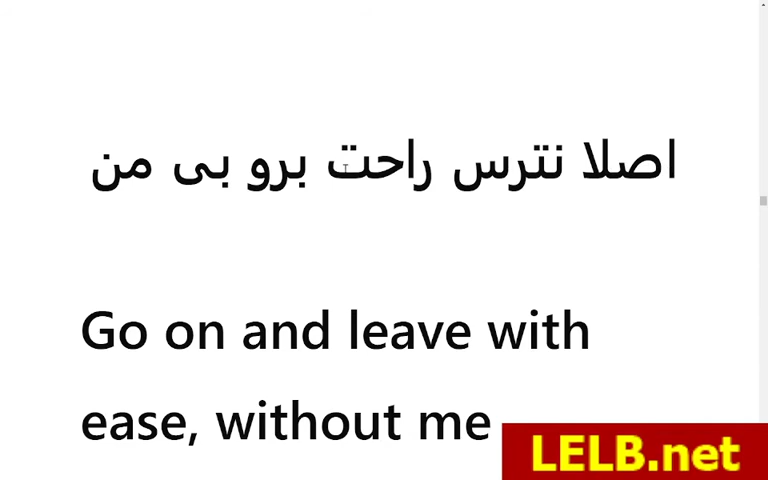 اصلا نترس راحت برو بی من
Go on and leave with
ease, without me
LELB.net